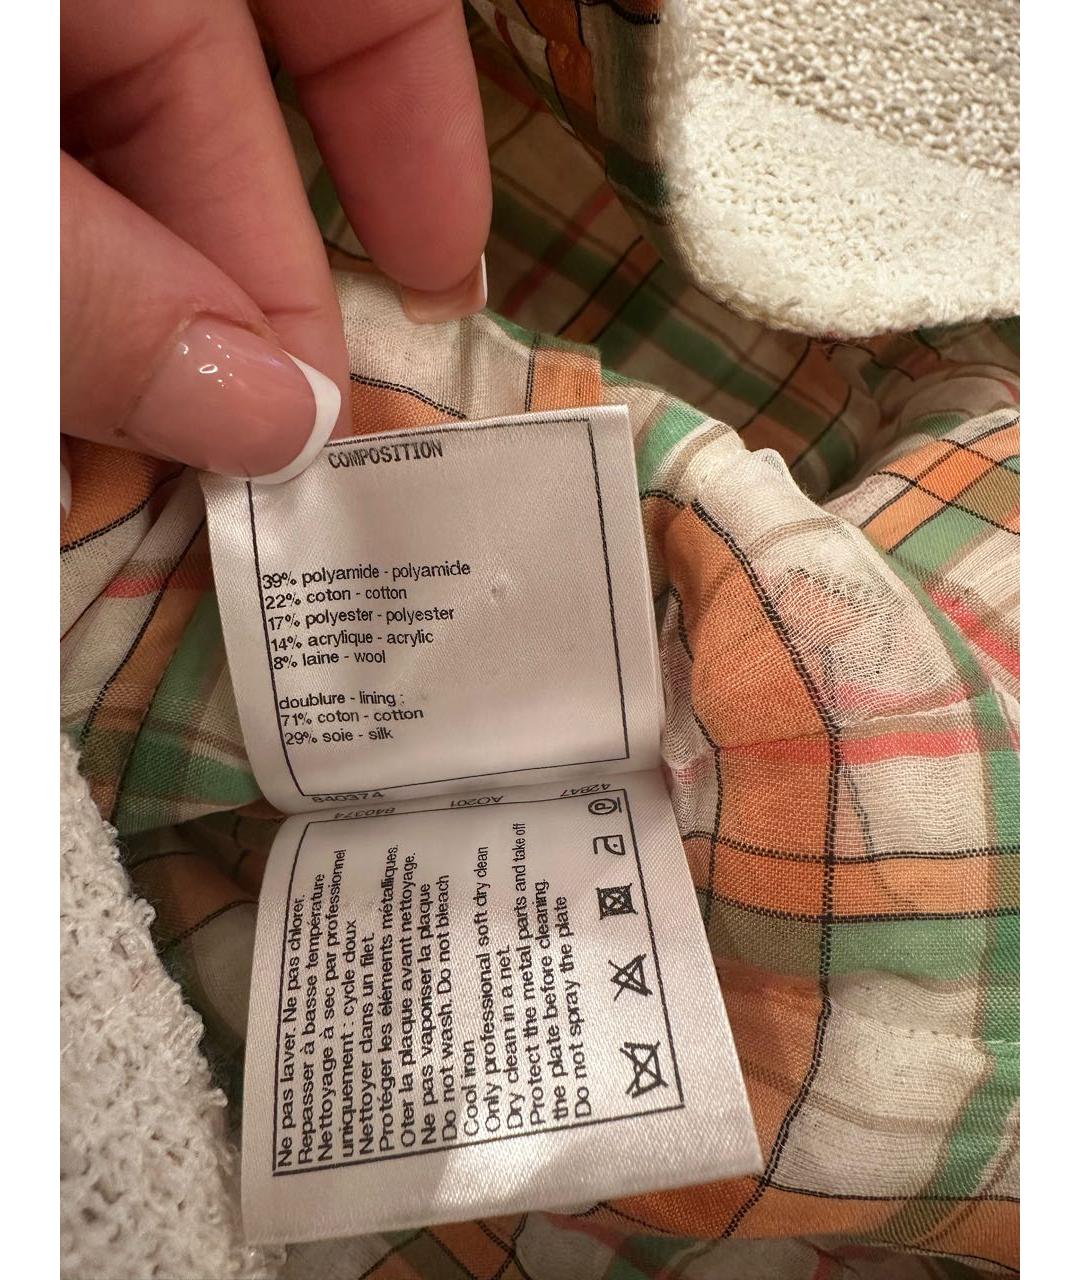 COMPOSITION
39% polyamide - polyamide
22% coton - cotton
17% polyester - polyester
14% acrylique - acrylic
8% laine - wool
doublure - lining :
71% coton - cotton
29% soie - silk
840374
840374 AO201 42847
Ne pas laver. Ne pas chlorer.
Repasser à basse température
Nettoyage à sec par professionnel
uniquement : cycle doux
Nettoyer dans un filet.
Protéger les éléments métalliques.
Oter la plaque avant nettoyage.
Ne pas vaporiser la plaque
Do not wash. Do not bleach
Cool iron
Only professional soft dry clean
Dry clean in a net.
Protect the metal parts and take off
the plate before cleaning.
Do not spray the plate
P